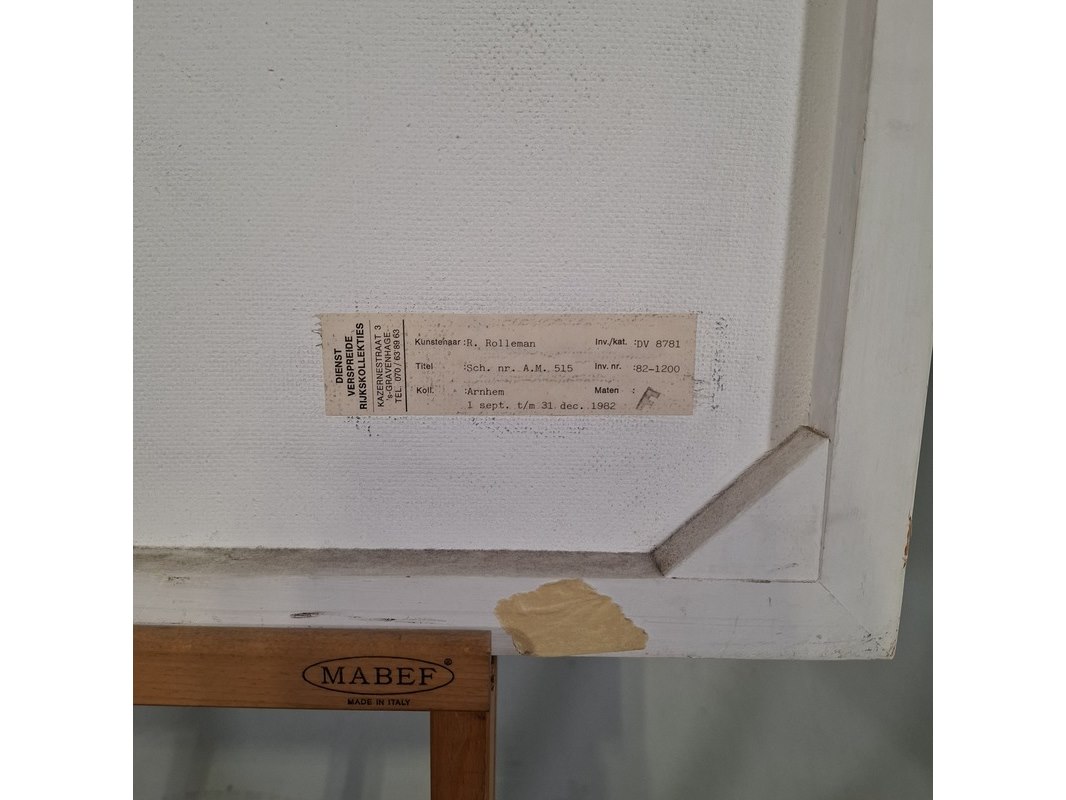 DIENST
VERSPREIDE
RIJKSKOLLEKTIES
KAZERNESTRAAT 3
's-GRAVENHAGE
TEL. 070 / 63 89 63
Kunstenaar : R. Rolleman Inv./kat. : DV 8781
Titel : Sch. nr. A.M. 515 Inv. nr. : 82-1200
Koll. : Arnhem Maten : F
1 sept. t/m 31 dec. 1982
MABEF®
MADE IN ITALY